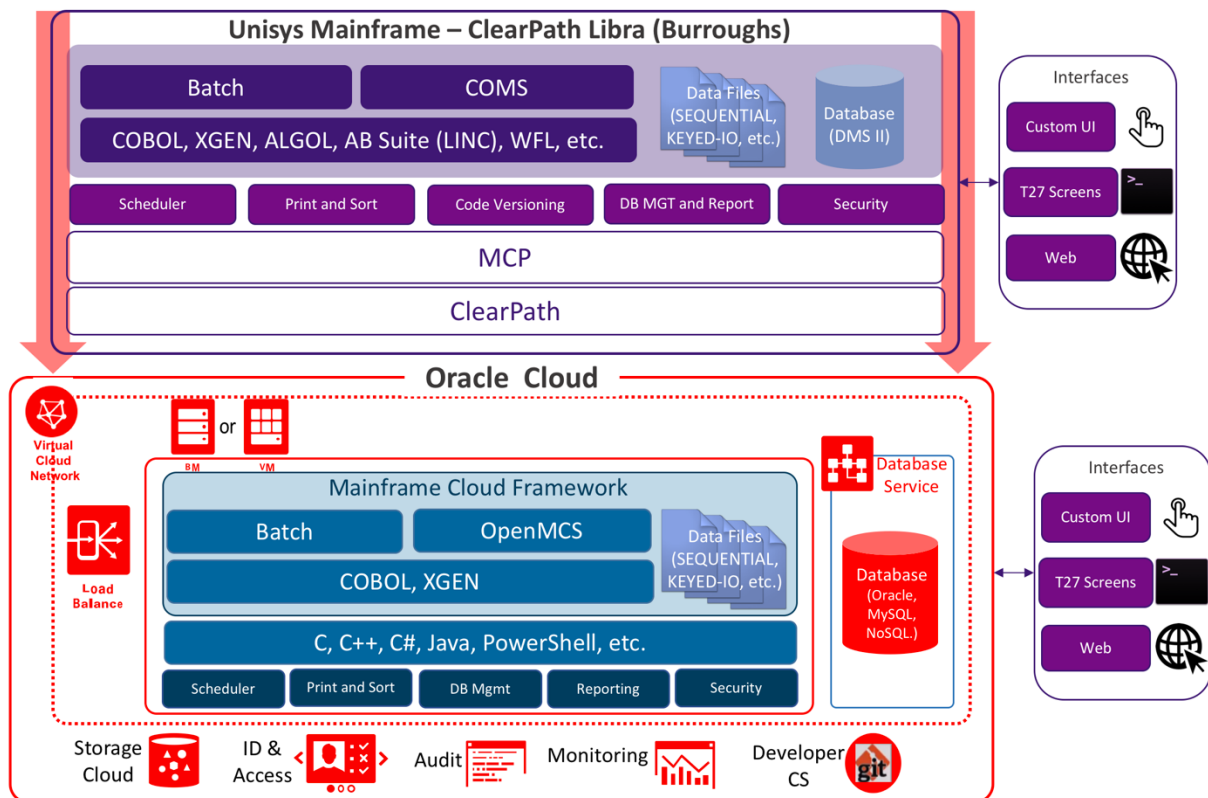 Unisys Mainframe – ClearPath Libra (Burroughs)
Batch
COMS
COBOL, XGEN, ALGOL, AB Suite (LINC), WFL, etc.
Data Files
(SEQUENTIAL,
KEYED-IO, etc.)
Database
(DMS II)
Scheduler
Print and Sort
Code Versioning
DB MGT and Report
Security
MCP
ClearPath
Interfaces
Custom UI
T27 Screens
>_
Web
Oracle Cloud
Virtual
Cloud
Network
BM
or
VM
Load
Balance
Mainframe Cloud Framework
Batch
OpenMCS
COBOL, XGEN
Data Files
(SEQUENTIAL,
KEYED-IO, etc.)
C, C++, C#, Java, PowerShell, etc.
Scheduler
Print and Sort
DB Mgmt
Reporting
Security
Database
Service
Database
(Oracle,
MySQL,
NoSQL.)
Interfaces
Custom UI
T27 Screens
>_
Web
Storage
Cloud
ID &
Access
Audit
Monitoring
Developer
CS
git